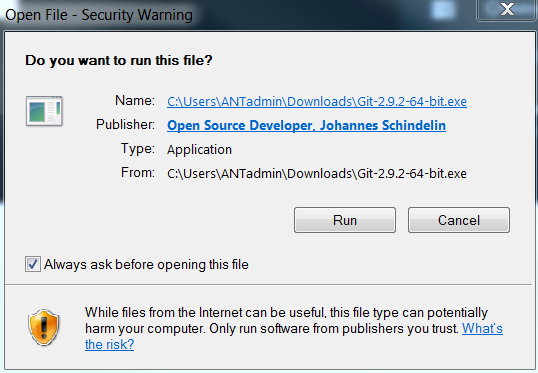 Open File - Security Warning
Do you want to run this file?
Name: C:\Users\ANTadmin\Downloads\Git-2.9.2-64-bit.exe
Publisher: Open Source Developer, Johannes Schindelin
Type: Application
From: C:\Users\ANTadmin\Downloads\Git-2.9.2-64-bit.exe
Run Cancel
Always ask before opening this file
While files from the Internet can be useful, this file type can potentially
harm your computer. Only run software from publishers you trust. What's
the risk?